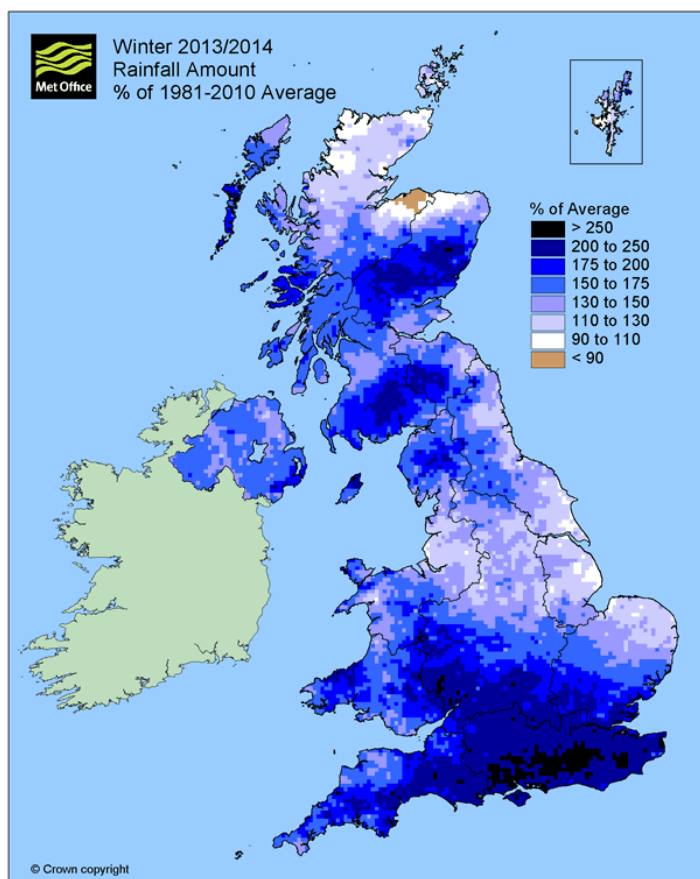 Met Office
Winter 2013/2014
Rainfall Amount
% of 1981-2010 Average
% of Average
> 250
200 to 250
175 to 200
150 to 175
130 to 150
110 to 130
90 to 110
< 90
© Crown copyright